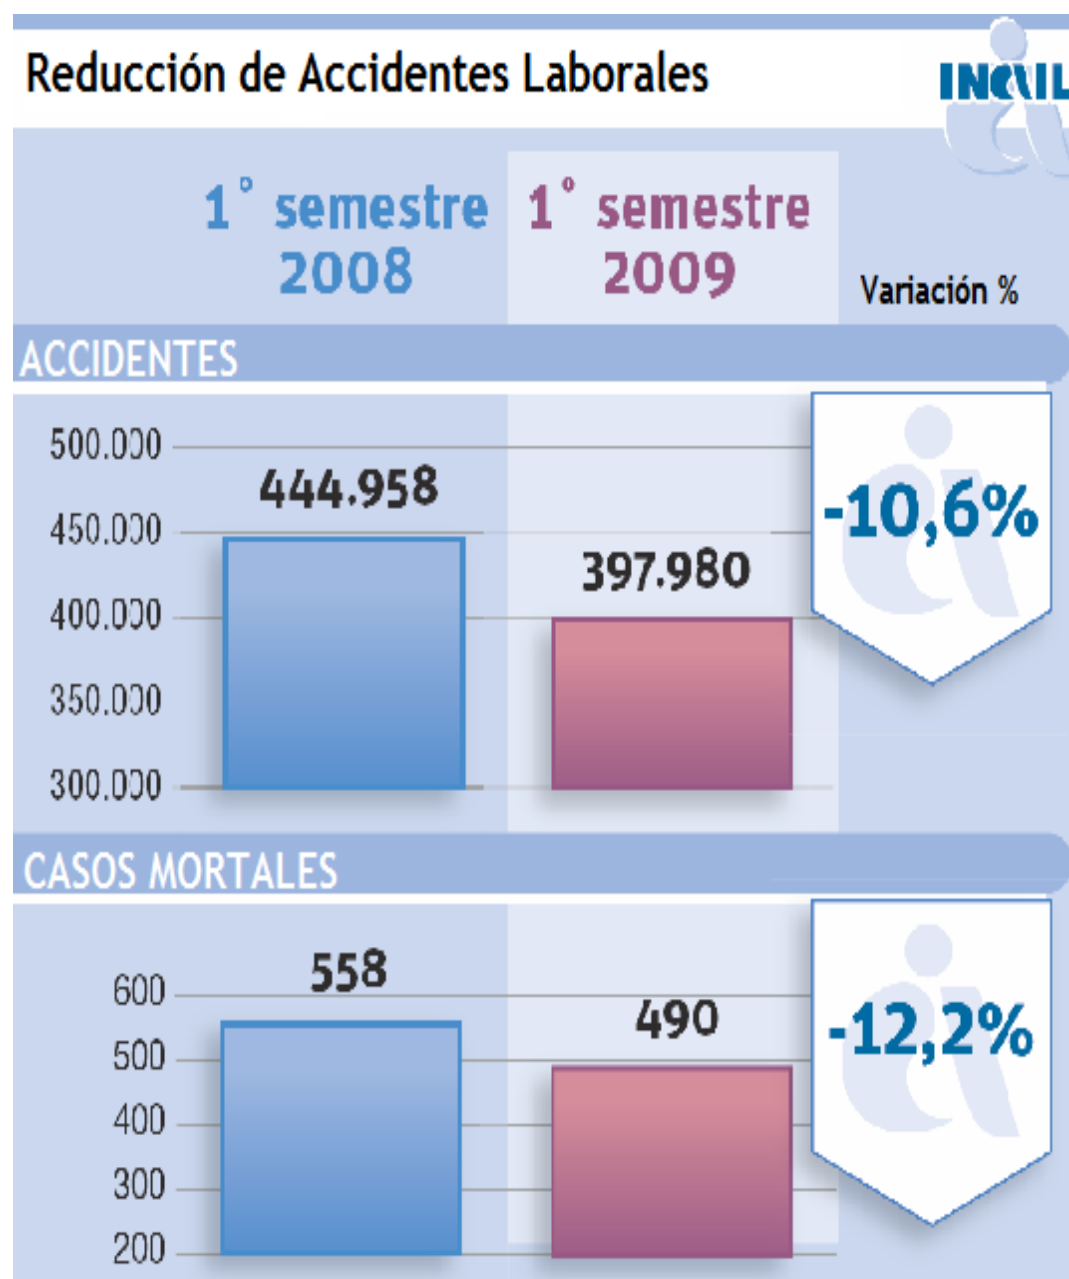 Reducción de Accidentes Laborales
INAIL
1° semestre 2008
1° semestre 2009
Variación %
ACCIDENTES
500.000
444.958
-10,6%
450.000
397.980
400.000
350.000
300.000
CASOS MORTALES
558
600
490
-12,2%
500
400
300
200